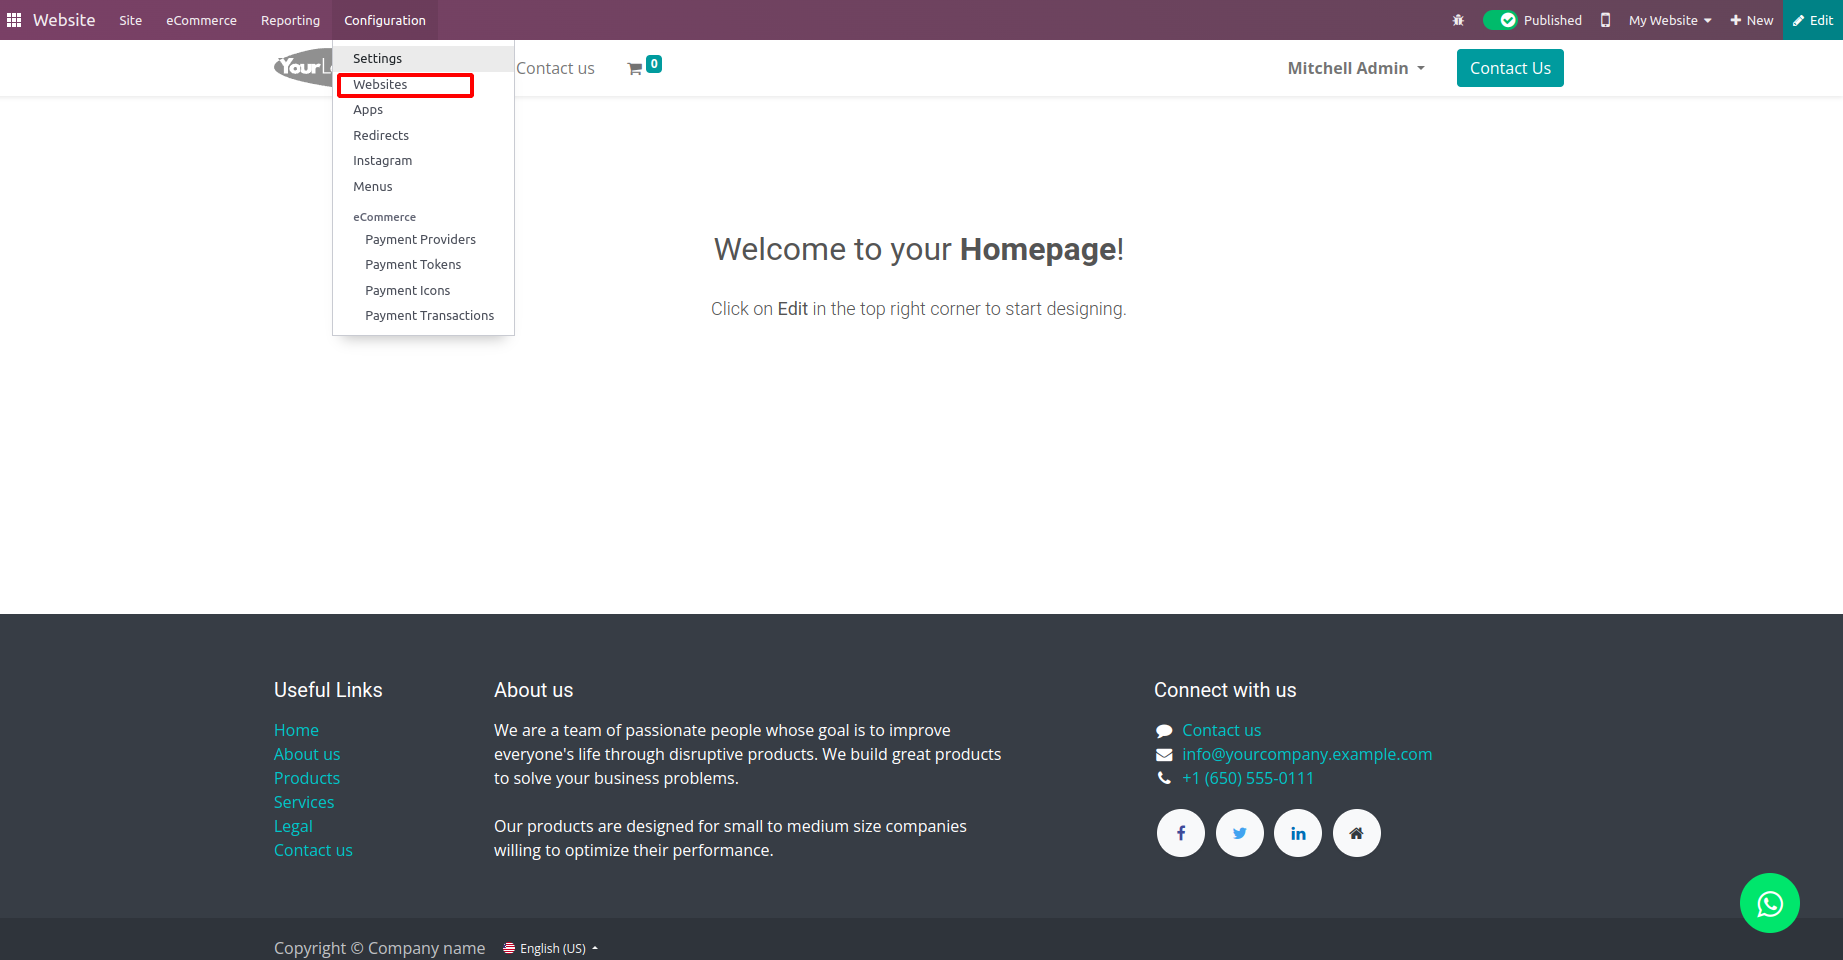 Website Site eCommerce Reporting Configuration Published My Website + New Edit
Your Contact us 0 Mitchell Admin Contact Us
Settings
Websites
Apps
Redirects
Instagram
Menus
eCommerce
Payment Providers
Payment Tokens
Payment Icons
Payment Transactions
Welcome to your Homepage!
Click on Edit in the top right corner to start designing.
Useful Links
Home
About us
Products
Services
Legal
Contact us
About us
We are a team of passionate people whose goal is to improve
everyone's life through disruptive products. We build great products
to solve your business problems.
Our products are designed for small to medium size companies
willing to optimize their performance.
Connect with us
Contact us
info@yourcompany.example.com
+1 (650) 555-0111
Copyright © Company name English (US)